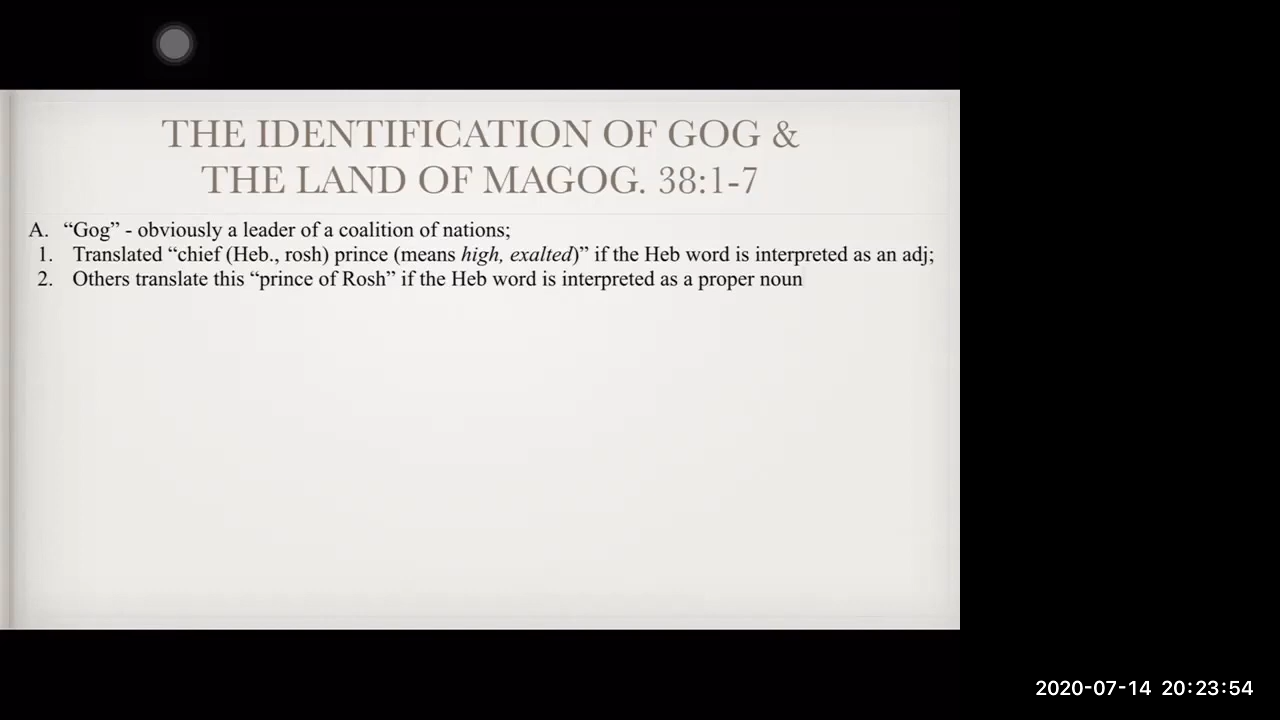 THE IDENTIFICATION OF GOG &
THE LAND OF MAGOG. 38:1-7
A. “Gog” - obviously a leader of a coalition of nations;
1. Translated “chief (Heb., rosh) prince (means high, exalted)” if the Heb word is interpreted as an adj;
2. Others translate this “prince of Rosh” if the Heb word is interpreted as a proper noun
2020-07-14 20:23:54